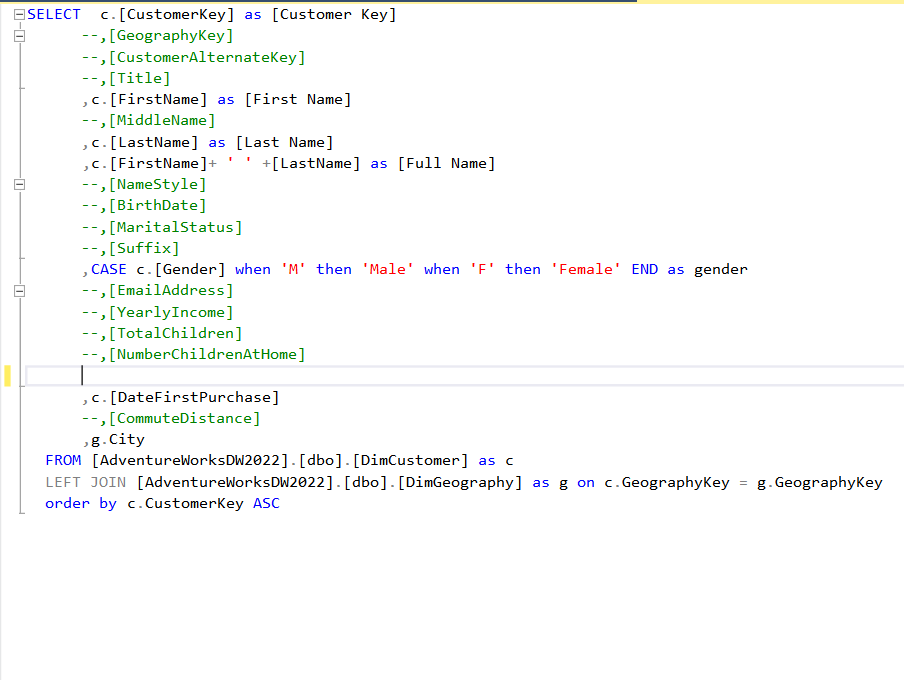 SELECT  c.[CustomerKey] as [Customer Key]
--,[GeographyKey]
--,[CustomerAlternateKey]
--,[Title]
,c.[FirstName] as [First Name]
--,[MiddleName]
,c.[LastName] as [Last Name]
,c.[FirstName]+ ' ' +[LastName] as [Full Name]
--,[NameStyle]
--,[BirthDate]
--,[MaritalStatus]
--,[Suffix]
,CASE c.[Gender] when 'M' then 'Male' when 'F' then 'Female' END as gender
--,[EmailAddress]
--,[YearlyIncome]
--,[TotalChildren]
--,[NumberChildrenAtHome]
,c.[DateFirstPurchase]
--,[CommuteDistance]
,g.City
FROM [AdventureWorksDW2022].[dbo].[DimCustomer] as c
LEFT JOIN [AdventureWorksDW2022].[dbo].[DimGeography] as g on c.GeographyKey = g.GeographyKey
order by c.CustomerKey ASC